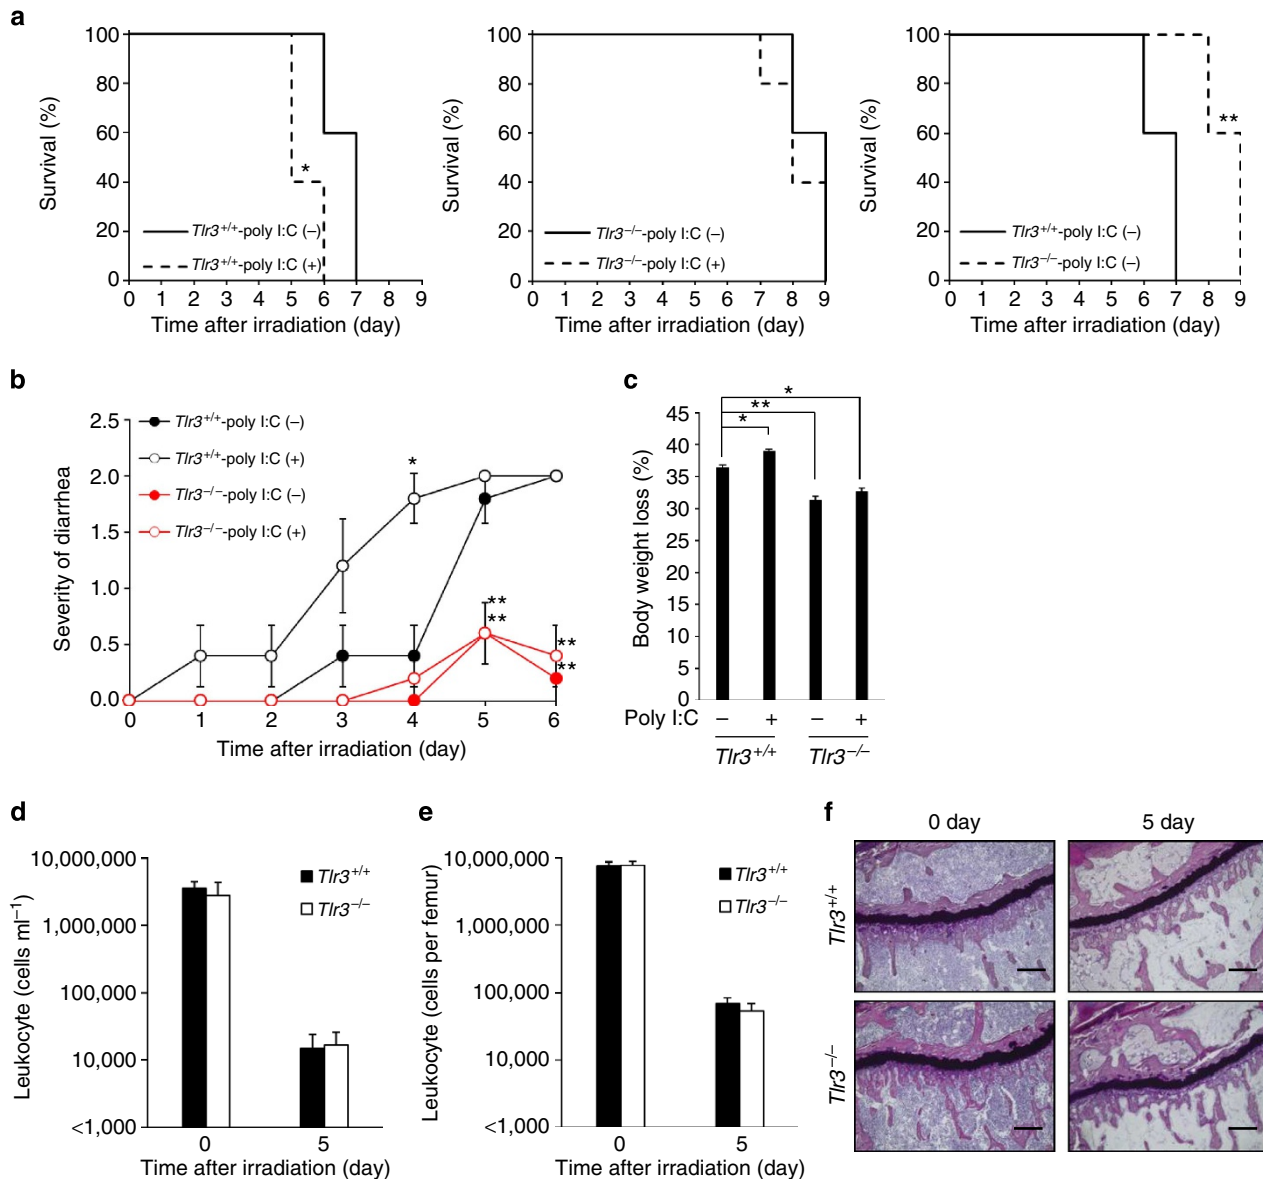 a
100
80
60
40
20
0
Survival (%)
*
Tlr3+/+-poly I:C (–)
Tlr3+/+-poly I:C (+)
0 1 2 3 4 5 6 7 8 9
Time after irradiation (day)
100
80
60
40
20
0
Survival (%)
Tlr3–/–-poly I:C (–)
Tlr3–/–-poly I:C (+)
0 1 2 3 4 5 6 7 8 9
Time after irradiation (day)
100
80
60
40
20
0
Survival (%)
**
Tlr3+/+-poly I:C (–)
Tlr3–/–-poly I:C (–)
0 1 2 3 4 5 6 7 8 9
Time after irradiation (day)
b
2.5
2.0
1.5
1.0
0.5
0.0
Severity of diarrhea
Tlr3+/+-poly I:C (–)
Tlr3+/+-poly I:C (+)
Tlr3–/–-poly I:C (–)
Tlr3–/–-poly I:C (+)
*
**
**
**
**
0 1 2 3 4 5 6
Time after irradiation (day)
c
*
**
*
45
40
35
30
25
20
15
10
5
0
Body weight loss (%)
Poly I:C – + – +
Tlr3+/+ Tlr3–/–
d
10,000,000
1,000,000
100,000
10,000
<1,000
Leukocyte (cells ml–1)
Tlr3+/+
Tlr3–/–
0 5
Time after irradiation (day)
e
10,000,000
1,000,000
100,000
10,000
<1,000
Leukocyte (cells per femur)
Tlr3+/+
Tlr3–/–
0 5
Time after irradiation (day)
f
0 day 5 day
Tlr3+/+
Tlr3–/–